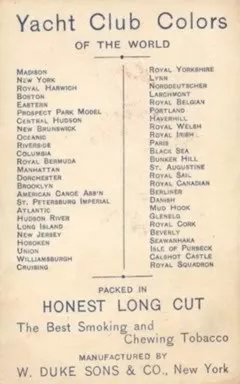 Yacht Club Colors
OF THE WORLD
MADISON
NEW YORK
ROYAL HARWICH
BOSTON
EASTERN
PROSPECT PARK MODEL
CENTRAL HUDSON
NEW BRUNSWICK
OCEANIC
RIVERSIDE
COLUMBIA
ROYAL BERMUDA
MANHATTAN
DORCHESTER
BROOKLYN
AMERICAN CANOE ASS'N
ST. PETERSBURG IMPERIAL
ATLANTIC
HUDSON RIVER
LONG ISLAND
NEW JERSEY
HOBOKEN
UNION
WILLIAMSBURGH
CRUISING
ROYAL YORKSHIRE
LYNN
NORDDEUTSCHER
LARCHMONT
ROYAL BELGIAN
PORTLAND
HAVERHILL
ROYAL WELSH
ROYAL IRISH
PARIS
BLACK SEA
BUNKER HILL
ST. AUGUSTINE
ROYAL SAIL
ROYAL CANADIAN
BERLINER
DANISH
MUD HOOK
GLENELG
ROYAL CORK
BEVERLY
SEAWANHAKA
ISLE OF PURBECK
CALSHOT CASTLE
ROYAL SQUADRON
PACKED IN
HONEST LONG CUT
The Best Smoking and
Chewing Tobacco
MANUFACTURED BY
W. DUKE SONS & CO., New York